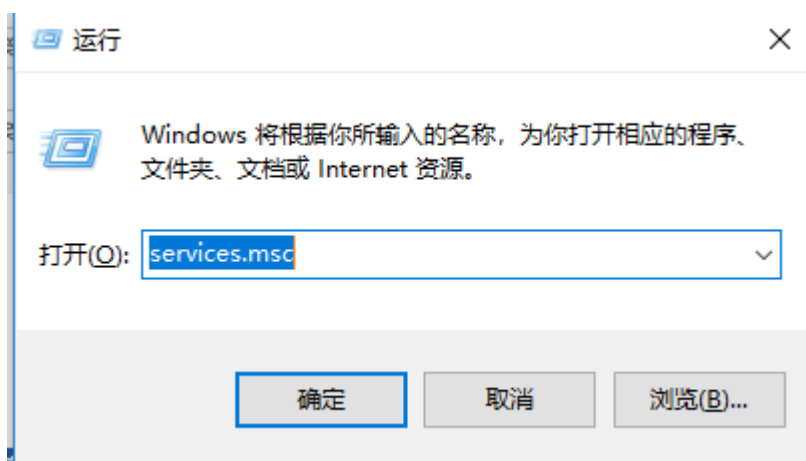 运行
Windows 将根据你所输入的名称，为你打开相应的程序、
文件夹、文档或 Internet 资源。
打开(O): services.msc
确定 取消 浏览(B)...